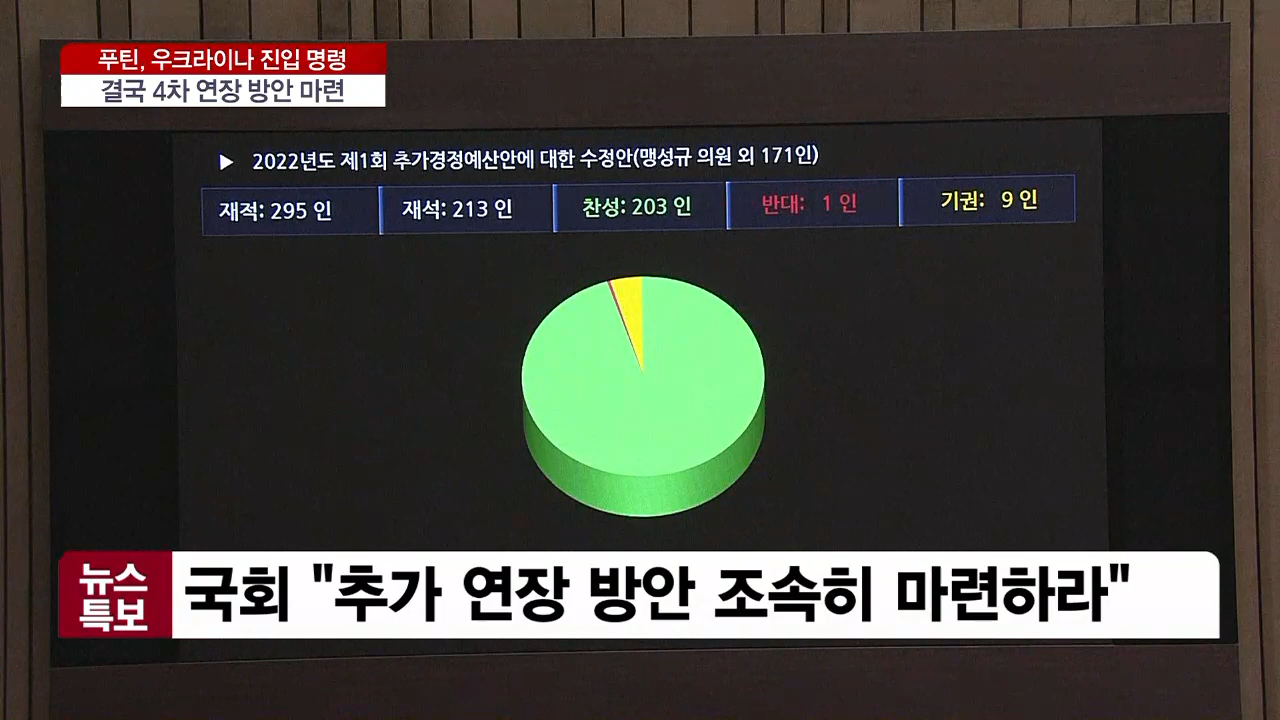 푸틴, 우크라이나 진입 명령
결국 4차 연장 방안 마련
▶ 2022년도 제1회 추가경정예산안에 대한 수정안(맹성규 의원 외 171인)
재적: 295 인 재석: 213 인 찬성: 203 인 반대: 1 인 기권: 9 인
뉴스
특보
국회 "추가 연장 방안 조속히 마련하라"